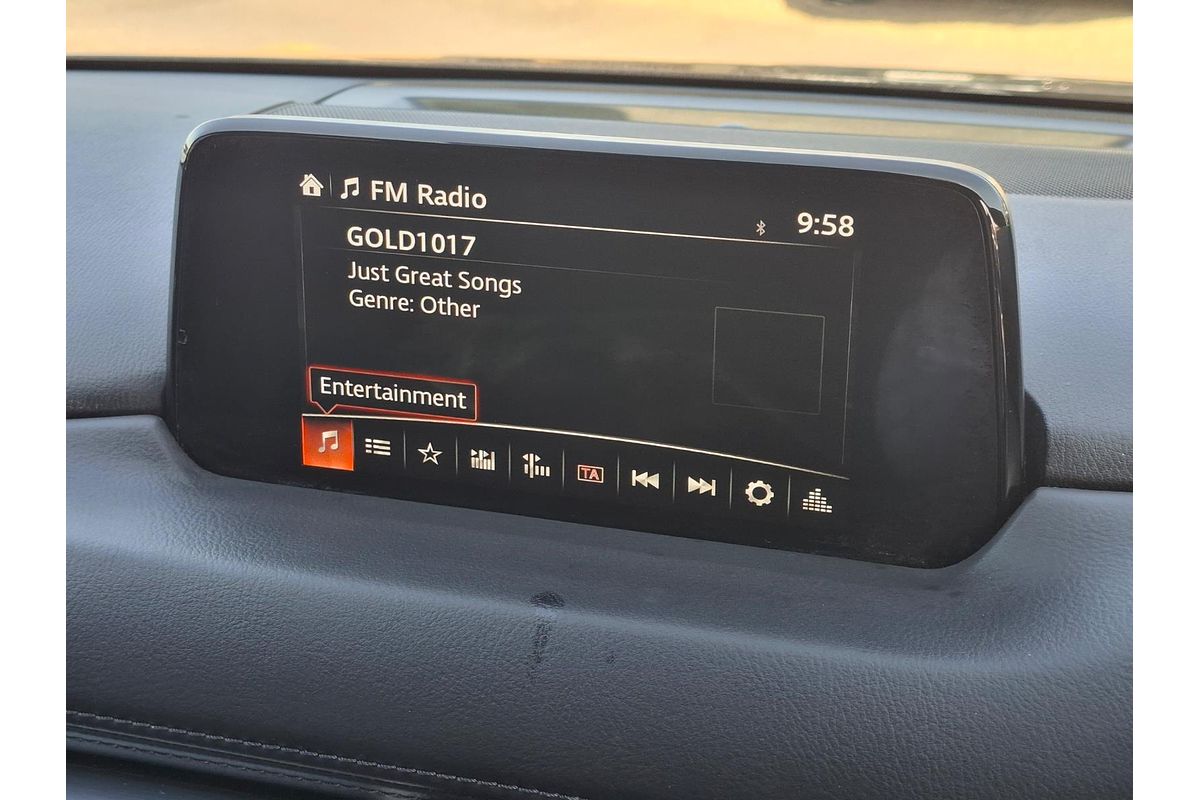 FM Radio
9:58
GOLD1017
Just Great Songs
Genre: Other
Entertainment
TA